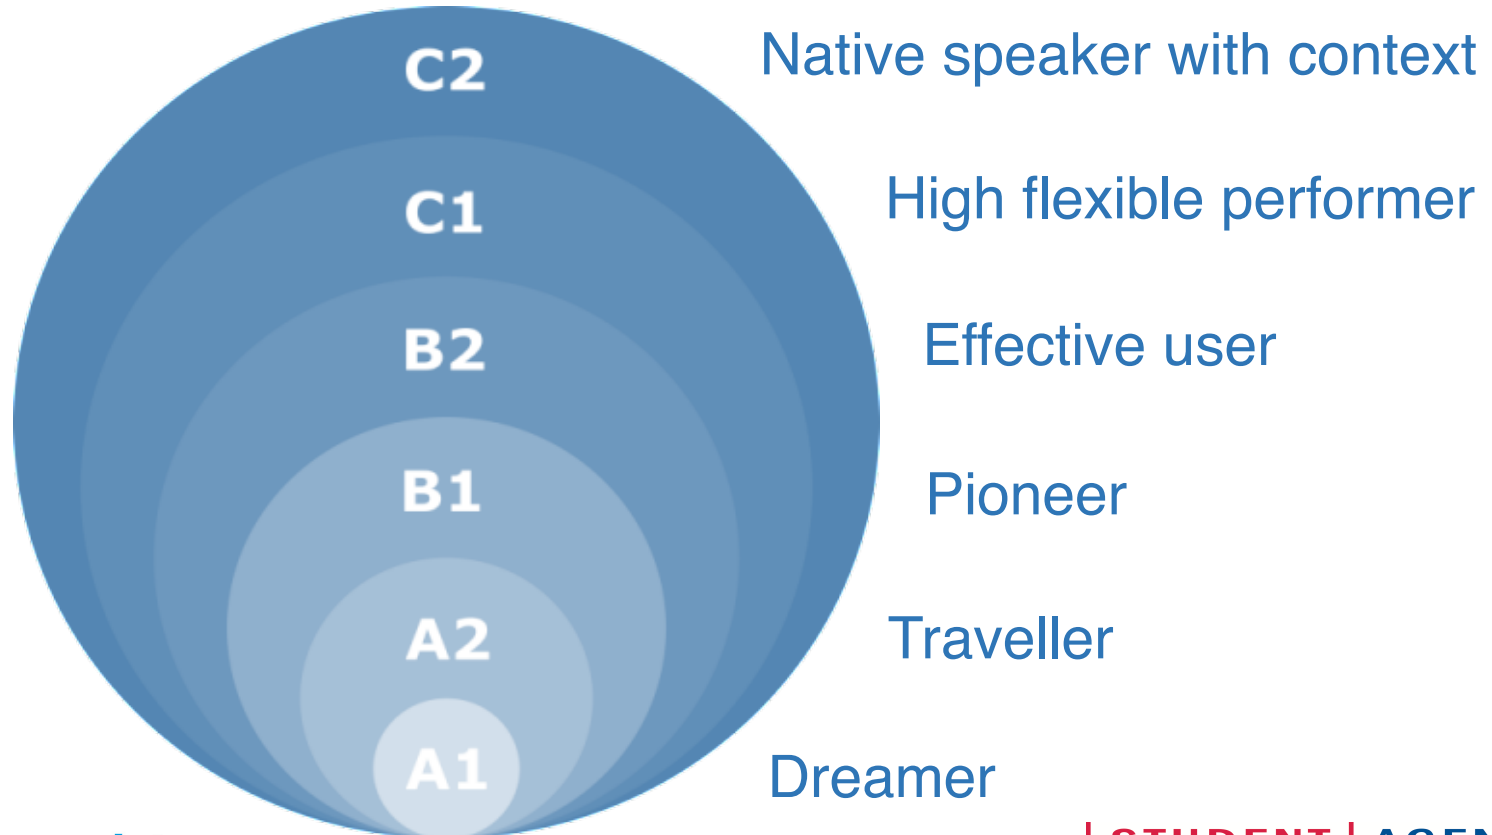 C2 Native speaker with context
C1 High flexible performer
B2 Effective user
B1 Pioneer
A2 Traveller
A1 Dreamer